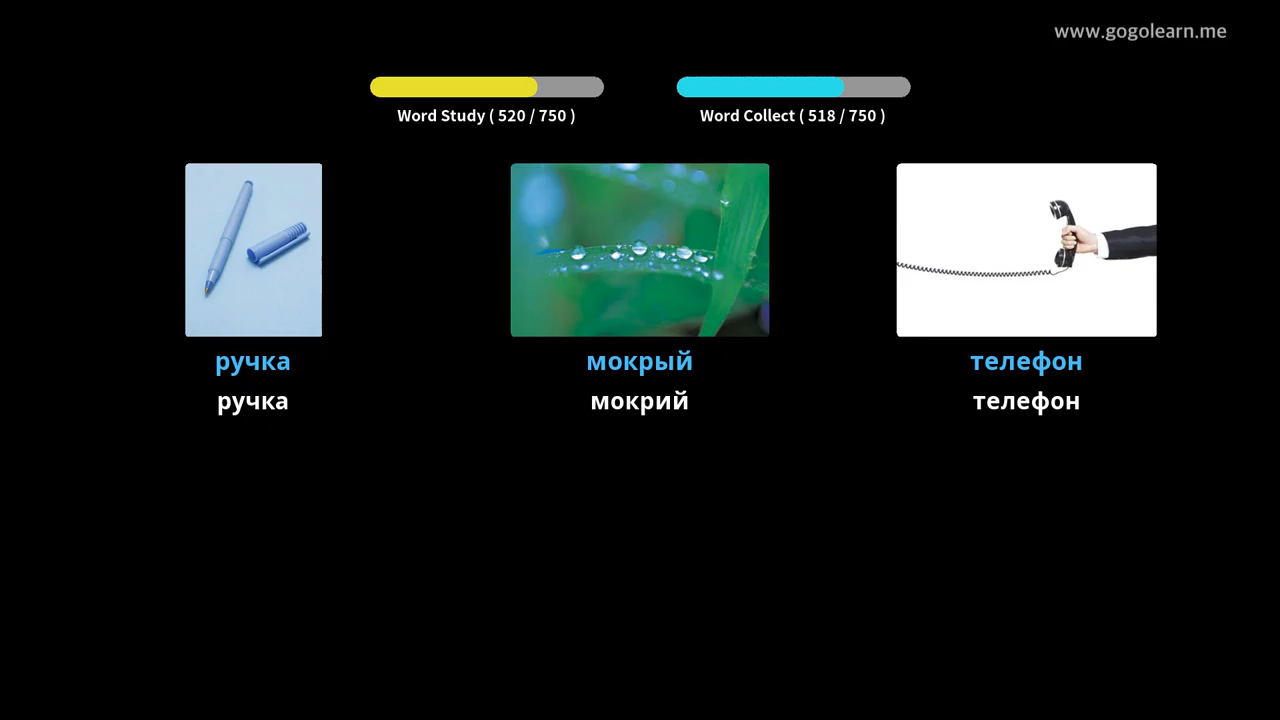 www.gogolearn.me
Word Study ( 520 / 750 )
Word Collect ( 518 / 750 )
ручка
мокрый
телефон
ручка
мокрий
телефон